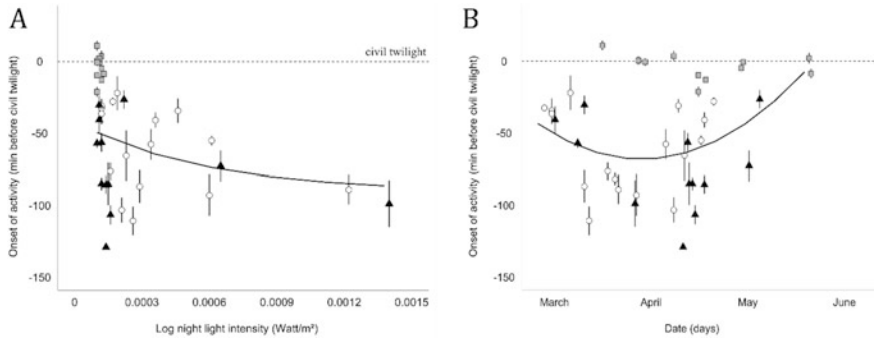 A
B
civil twilight
0
-50
-100
-150
Onset of activity (min before civil twilight)
0
0.0003
0.0006
0.0009
0.0012
0.0015
Log night light intensity (Watt/m²)
0
-50
-100
-150
Onset of activity (min before civil twilight)
March
April
May
June
Date (days)